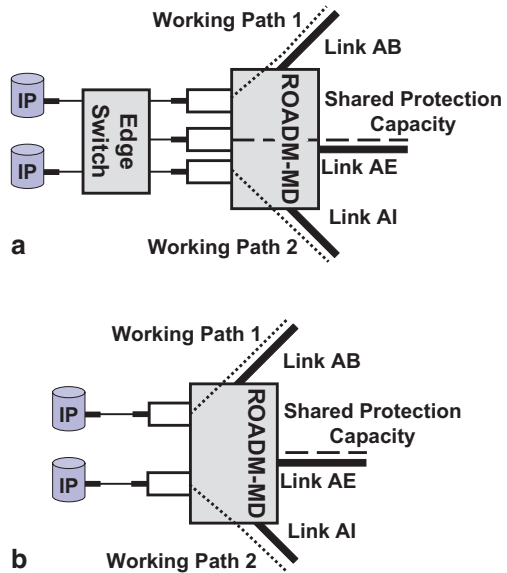 Working Path 1
Link AB
IP
Edge
Switch
ROADM-MD
Shared Protection
Capacity
IP
Link AE
Link AI
Working Path 2
a
Working Path 1
Link AB
IP
ROADM-MD
Shared Protection
Capacity
IP
Link AE
Link AI
Working Path 2
b